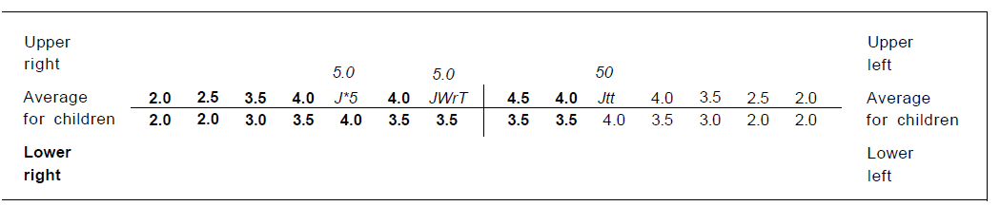 Upper Upper
right left
5.0 5.0 50
Average 2.0 2.5 3.5 4.0 J*5 4.0 JWrT 4.5 4.0 Jtt 4.0 3.5 2.5 2.0 Average
for children 2.0 2.0 3.0 3.5 4.0 3.5 3.5 3.5 3.5 4.0 3.5 3.0 2.0 2.0 for children
Lower Lower
right left